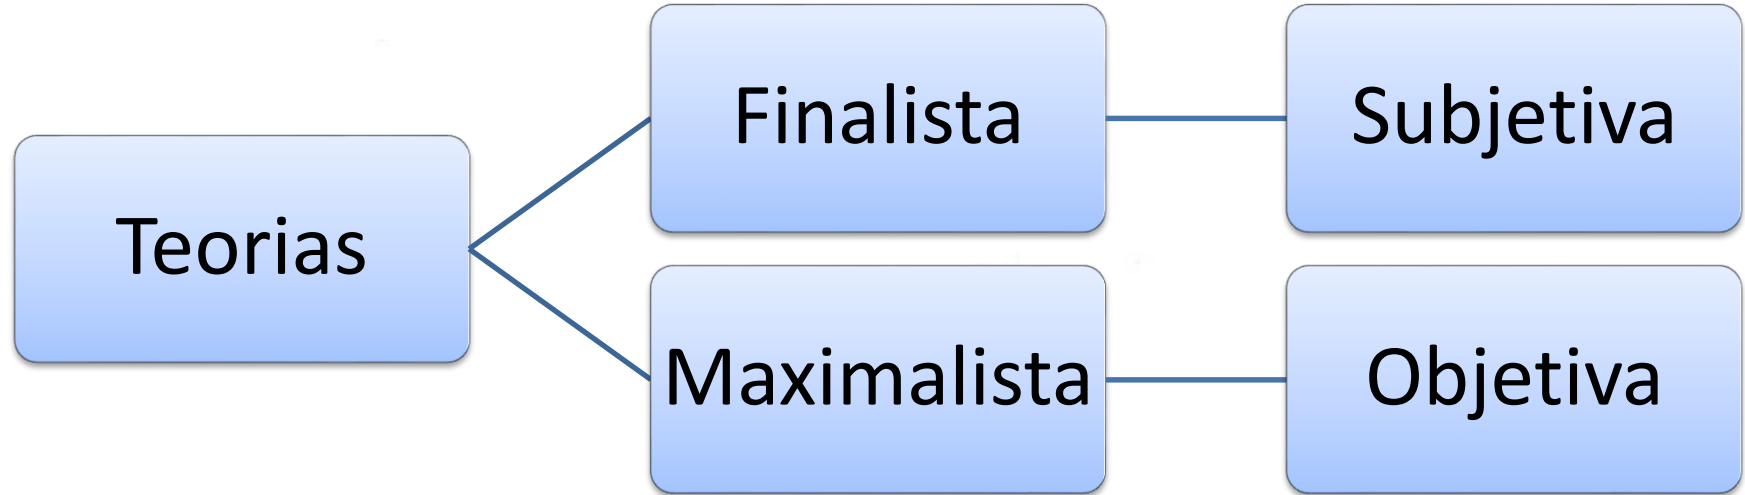 Teorias
Finalista
Subjetiva
Maximalista
Objetiva